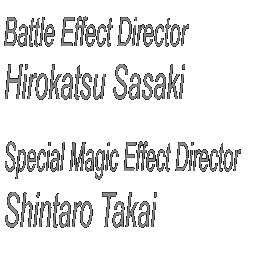 Battle Effect Director
Hirokatsu Sasaki
Special Magic Effect Director
Shintaro Takai